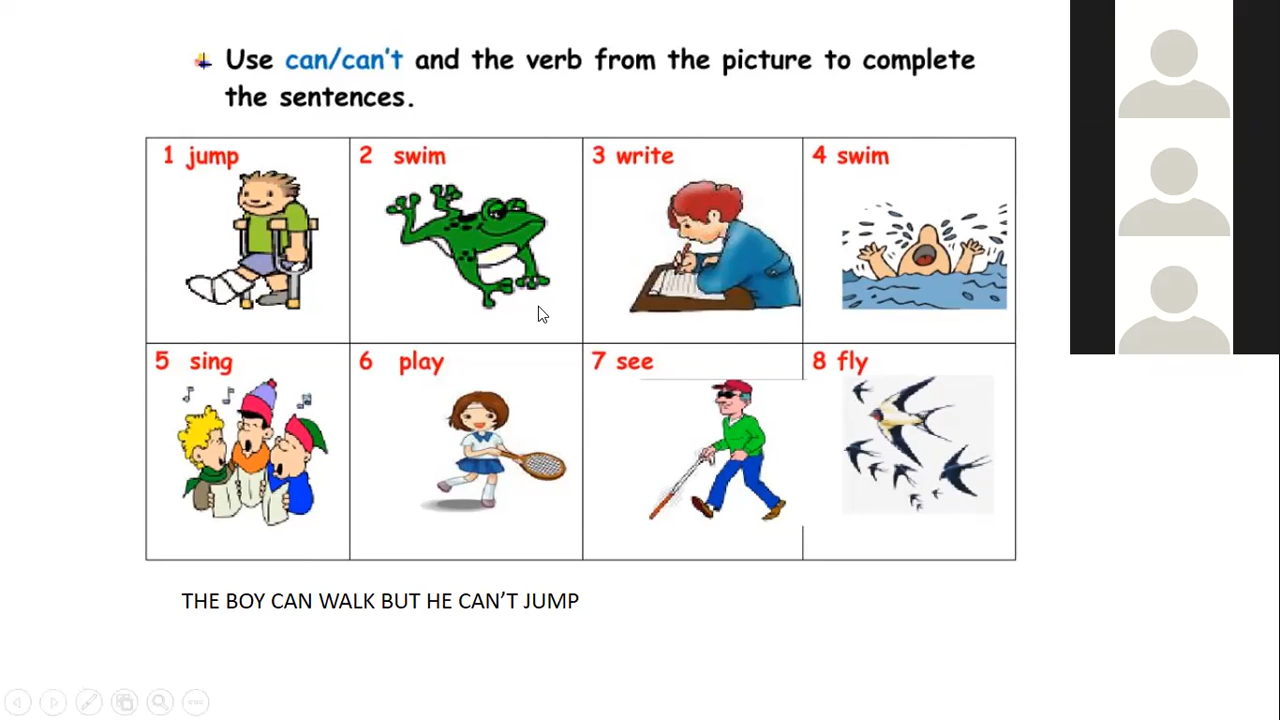 Use can/can't and the verb from the picture to complete
the sentences.
1 jump
2 swim
3 write
4 swim
5 sing
6 play
7 see
8 fly
THE BOY CAN WALK BUT HE CAN'T JUMP